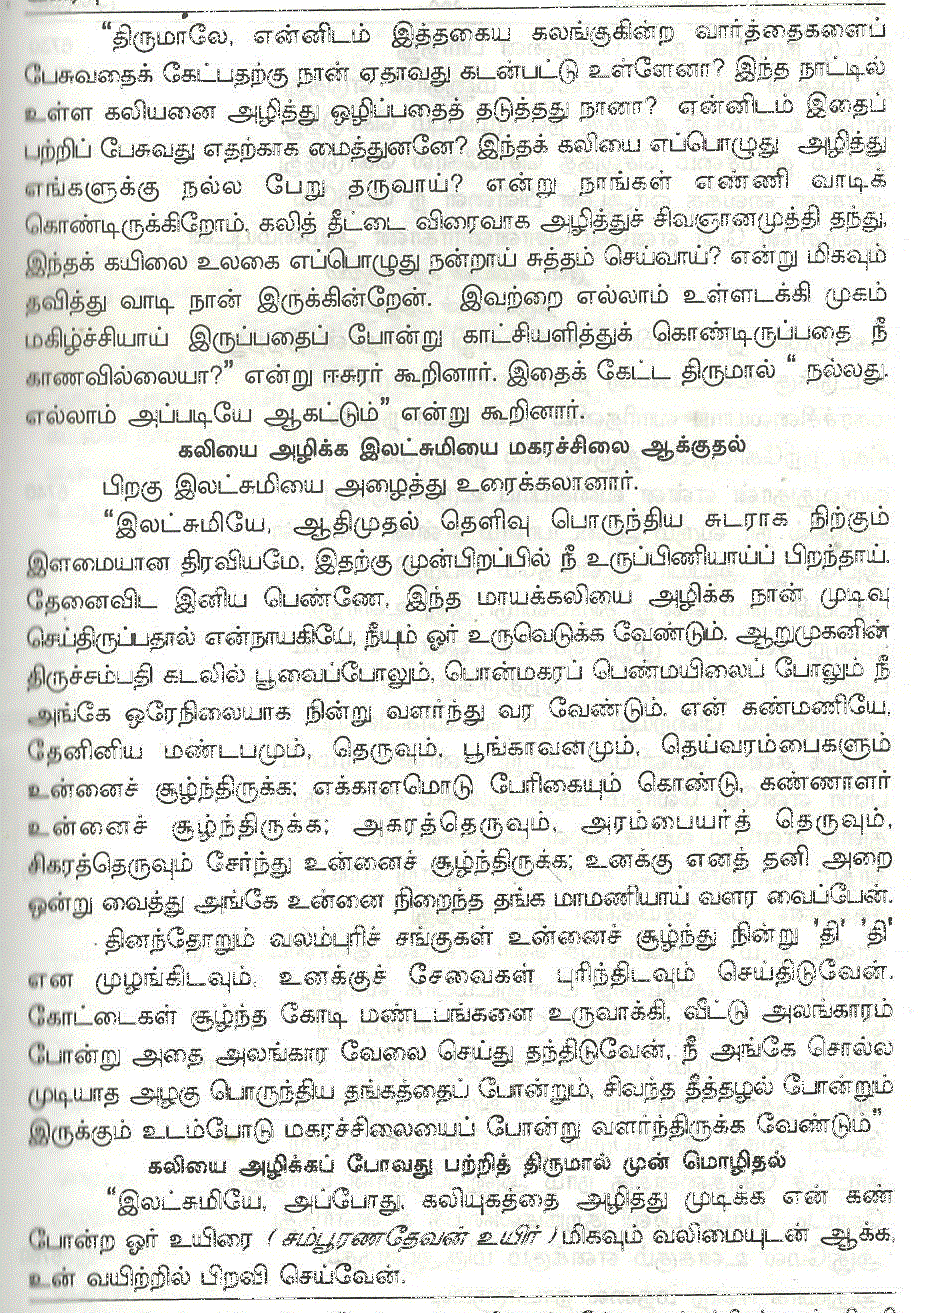 “திருமாலே, என்னிடம் இத்தகைய கலங்குகின்ற வார்த்தைகளைப்
பேசுவதைக் கேட்பதற்கு நான் ஏதாவது கடன்பட்டு உள்ளேனா? இந்த நாட்டில்
உள்ள கலியனை அழித்து ஒழிப்பதைத் தடுத்தது நானா? என்னிடம் இதைப்
பற்றிப் பேசுவது எதற்காக மைத்துனனே? இந்தக் கலியை எப்பொழுது அழித்து
எங்களுக்கு நல்ல பேறு தருவாய்? என்று நாங்கள் எண்ணி வாடிக்
கொண்டிருக்கிறோம். கலித் தீட்டை விரைவாக அழித்துச் சிவஞானமுத்தி தந்து,
இந்தக் கயிலை உலகை எப்பொழுது நன்றாய் சுத்தம் செய்வாய்? என்று மிகவும்
தவித்து வாடி நான் இருக்கின்றேன். இவற்றை எல்லாம் உள்ளடக்கி முகம்
மகிழ்ச்சியாய் இருப்பதைப் போன்று காட்சியளித்துக் கொண்டிருப்பதை நீ
காணவில்லையா?” என்று ஈசுரர் கூறினார். இதைக் கேட்ட திருமால் “ நல்லது.
எல்லாம் அப்படியே ஆகட்டும்” என்று கூறினார்.
கலியை அழிக்க இலட்சுமியை மகரச்சிலை ஆக்குதல்
பிறகு இலட்சுமியை அழைத்து உரைக்கலானார்.
“இலட்சுமியே, ஆதிமுதல் தெளிவு பொருந்திய சுடராக நிற்கும்
இளமையான திரவியமே, இதற்கு முன்பிறப்பில் நீ உருப்பிணியாய்ப் பிறந்தாய்.
தேனைவிட இனிய பெண்ணே, இந்த மாயக்கலியை அழிக்க நான் முடிவு
செய்திருப்பதால் என்நாயகியே, நீயும் ஓர் உருவெடுக்க வேண்டும். ஆறுமுகனின்
திருச்சம்பதி கடலில் பூவைப்போலும், பொன்மகரப் பெண்மயிலைப் போலும் நீ
அங்கே ஒரேநிலையாக நின்று வளர்ந்து வர வேண்டும். என் கண்மணியே,
தேனினிய மண்டபமும், தெருவும், பூங்காவனமும், தெய்வரம்பைகளும்
உன்னைச் சூழ்ந்திருக்க; எக்காளமொடு பேரிகையும் கொண்டு, கண்ணாளர்
உன்னைச் சூழ்ந்திருக்க; அகரத்தெருவும், அரம்பையர்த் தெருவும்,
சிகரத்தெருவும் சேர்ந்து உன்னைச் சூழ்ந்திருக்க; உனக்கு எனத் தனி அறை
ஒன்று வைத்து அங்கே உன்னை நிறைந்த தங்க மாமணியாய் வளர வைப்பேன்.
தினந்தோறும் வலம்புரிச் சங்குகள் உன்னைச் சூழ்ந்து நின்று 'தி' 'தி'
என முழங்கிடவும், உனக்குச் சேவைகள் புரிந்திடவும் செய்திடுவேன்.
கோட்டைகள் சூழ்ந்த கோடி மண்டபங்களை உருவாக்கி, வீட்டு அலங்காரம்
போன்று அதை அலங்கார வேலை செய்து தந்திடுவேன், நீ அங்கே சொல்ல
முடியாத அழகு பொருந்திய தங்கத்தைப் போன்றும், சிவந்த தீத்தழல் போன்றும்
இருக்கும் உடம்போடு மகரச்சிலையைப் போன்று வளர்ந்திருக்க வேண்டும்”
கலியை அழிக்கப் போவது பற்றித் திருமால் முன் மொழிதல்
“இலட்சுமியே, அப்போது, கலியுகத்தை அழித்து முடிக்க என் கண்
போன்ற ஓர் உயிரை (சம்பூரணதேவன் உயிர்) மிகவும் வலிமையுடன் ஆக்க,
உன் வயிற்றில் பிறவி செய்வேன்.